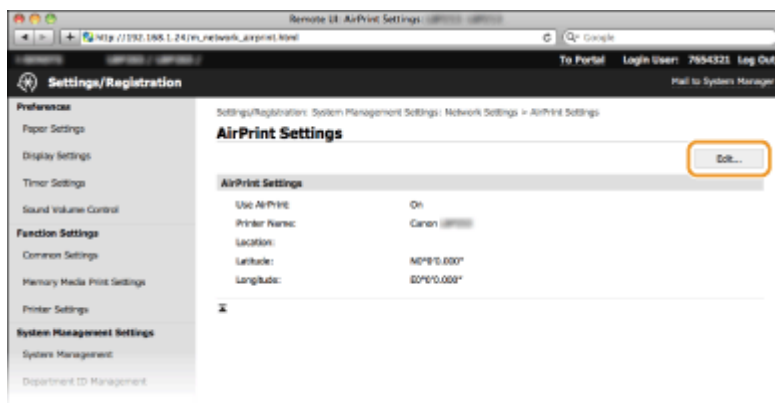 Remote UI: AirPrint Settings:
http://192.168.1.24/m_network_airprint.html
Google
To Portal Login User: 7654321 Log Out
Settings/Registration
Mail to System Manager
Preferences
Paper Settings
Display Settings
Timer Settings
Sound Volume Control
Function Settings
Common Settings
Memory Media Print Settings
Printer Settings
System Management Settings
System Management
Department ID Management
Settings/Registration: System Management Settings: Network Settings > AirPrint Settings
AirPrint Settings
Edit...
AirPrint Settings
Use AirPrint: On
Printer Name: Canon
Location:
Latitude: N0°0'0.000"
Longitude: E0°0'0.000"